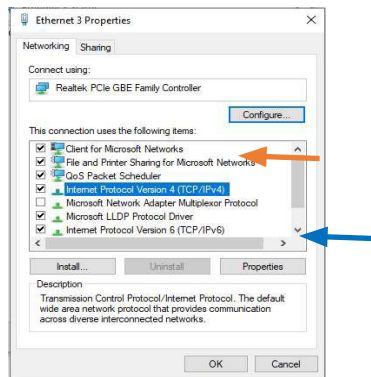 Ethernet 3 Properties
Networking Sharing
Connect using:
Realtek PCIe GBE Family Controller
Configure...
This connection uses the following items:
Client for Microsoft Networks
File and Printer Sharing for Microsoft Networks
QoS Packet Scheduler
Internet Protocol Version 4 (TCP/IPv4)
Microsoft Network Adapter Multiplexor Protocol
Microsoft LLDP Protocol Driver
Internet Protocol Version 6 (TCP/IPv6)
Install... Uninstall Properties
Description
Transmission Control Protocol/Internet Protocol. The default
wide area network protocol that provides communication
across diverse interconnected networks.
OK Cancel